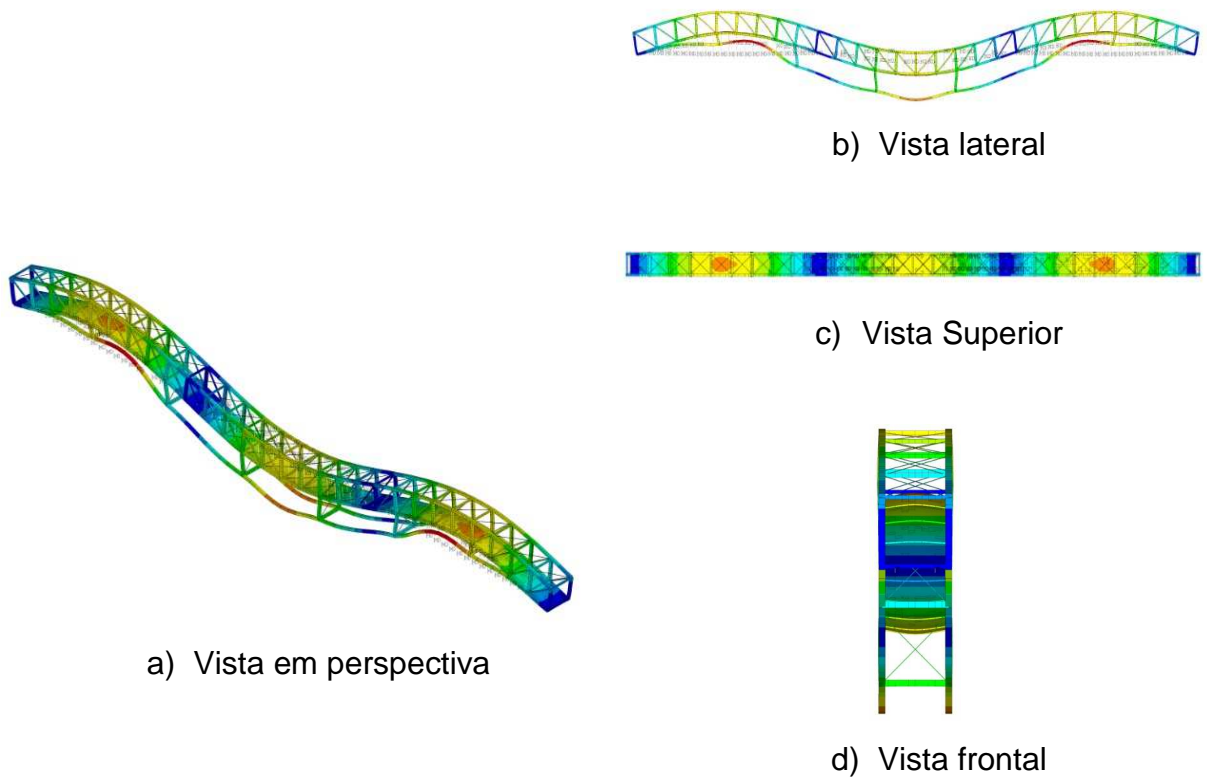 b) Vista lateral
c) Vista Superior
a) Vista em perspectiva
d) Vista frontal